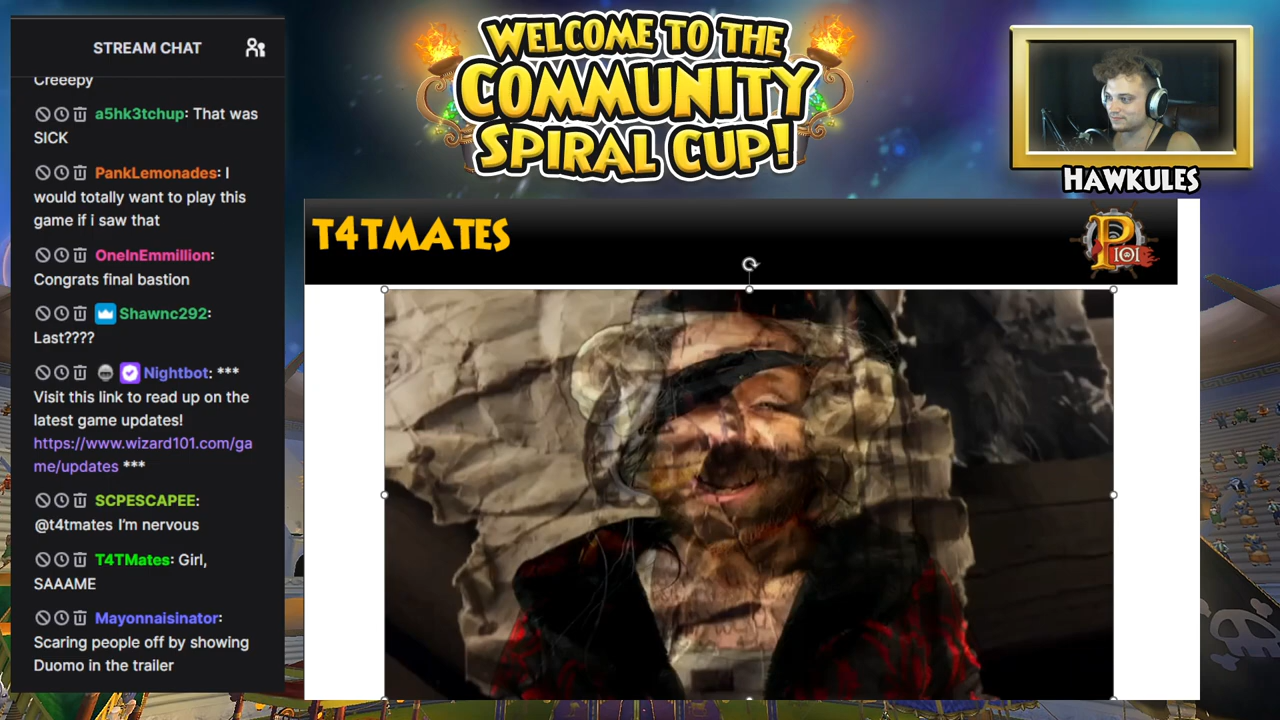 STREAM CHAT
Creeepy
a5hk3tchup: That was
SICK
PankLemonades: I
would totally want to play this
game if i saw that
OneInEmmillion:
Congrats final bastion
Shawnc292:
Last????
Nightbot: ***
Visit this link to read up on the
latest game updates!
https://www.wizard101.com/ga
me/updates ***
SCPESCAPEE:
@t4tmates I'm nervous
T4TMates: Girl,
SAAAME
Mayonnaisinator:
Scaring people off by showing
Duomo in the trailer
WELCOME TO THE
COMMUNITY
SPIRAL CUP!
HAWKULES
T4TMATES
P101